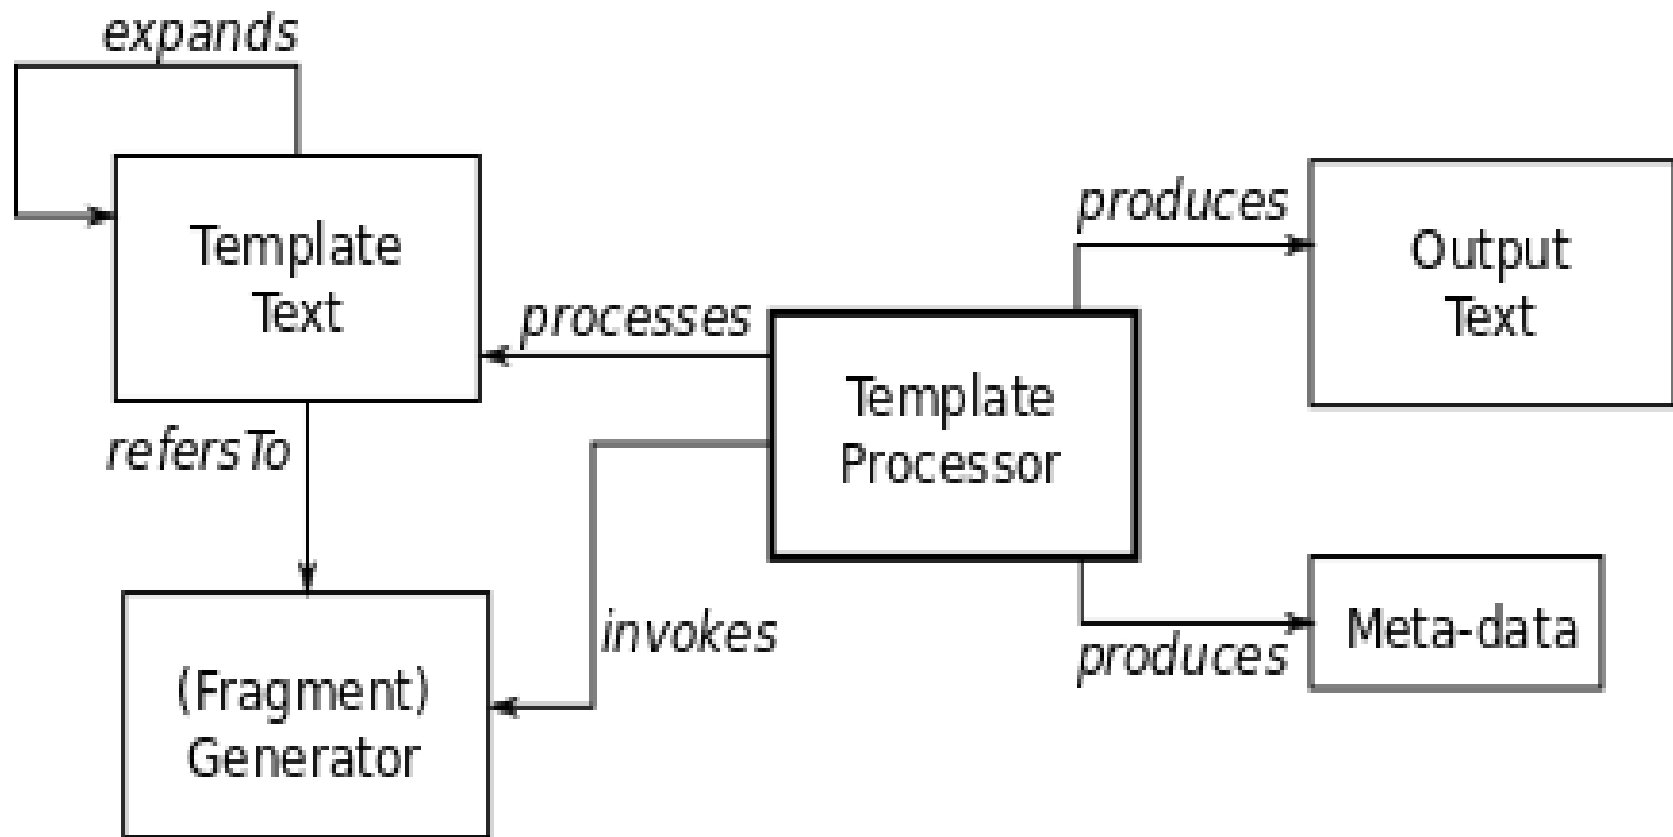 expands
Template
Text
processes
produces
Output
Text
Template
Processor
refersTo
invokes
produces
Meta-data
(Fragment)
Generator